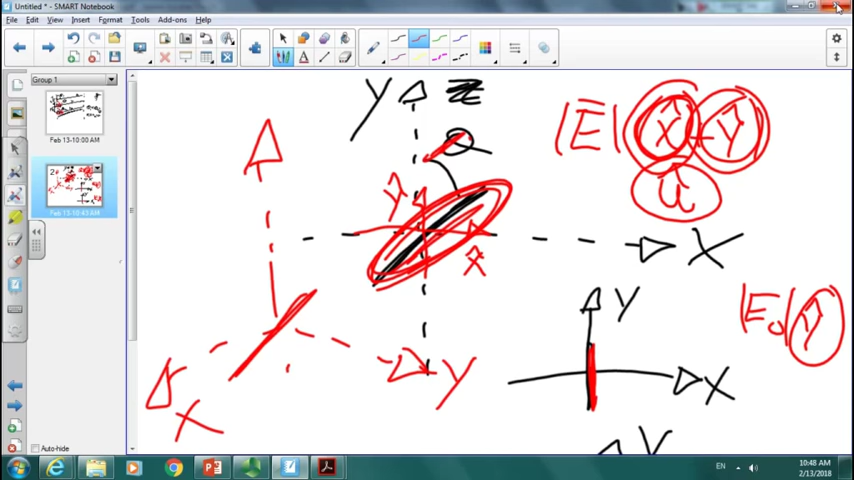 Untitled * - SMART Notebook
File Edit View Insert Format Tools Add-ons Help
Group 1
Feb 13-10:00 AM
Feb 13-10:43 AM
Auto-hide
Y
|E| x̂ + ŷ
û
θ
ŷ
x̂
X
Y
X
Y
|E₀| ŷ
X
Y
EN
10:48 AM
2/13/2018